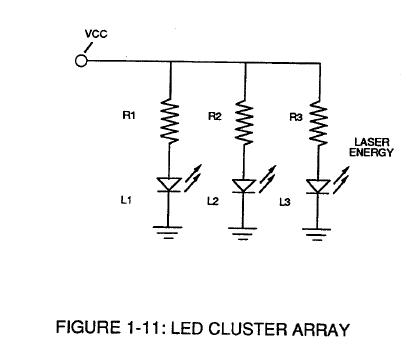 VCC
R1
R2
R3
LASER
ENERGY
L1
L2
L3
FIGURE 1-11: LED CLUSTER ARRAY